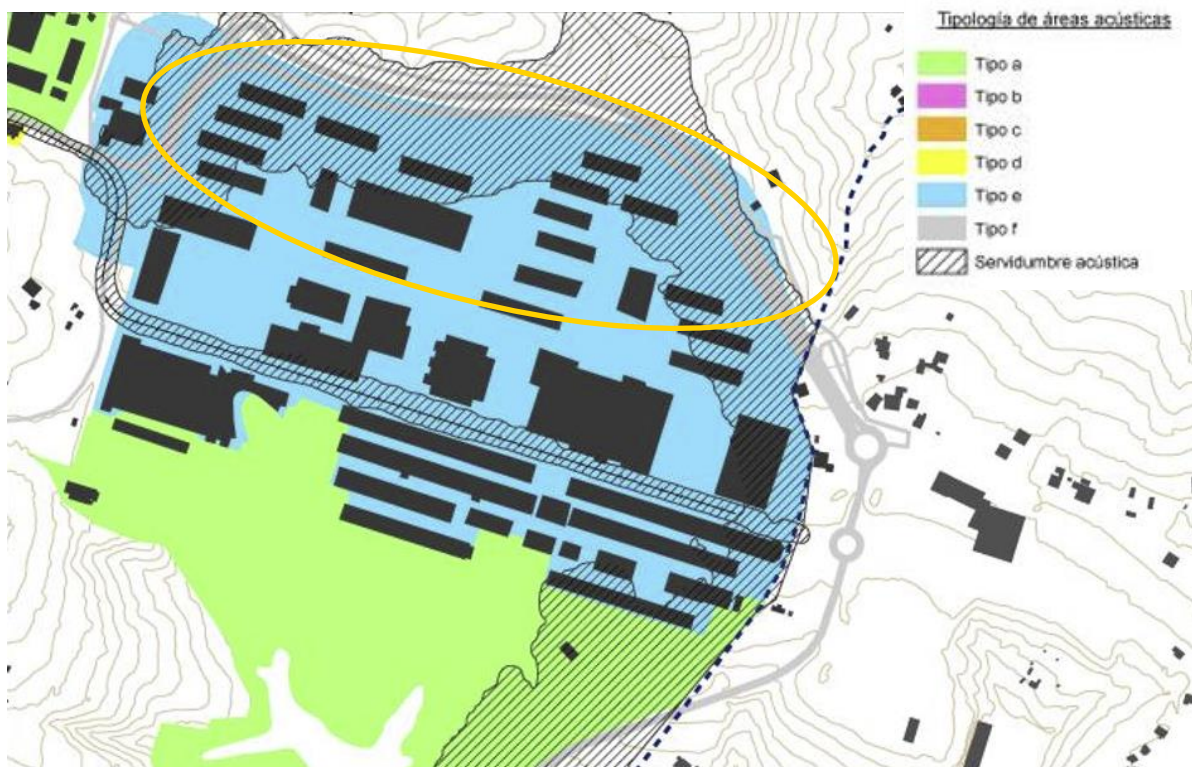 Tipología de áreas acústicas
Tipo a
Tipo b
Tipo c
Tipo d
Tipo e
Tipo f
Servidumbre acústica